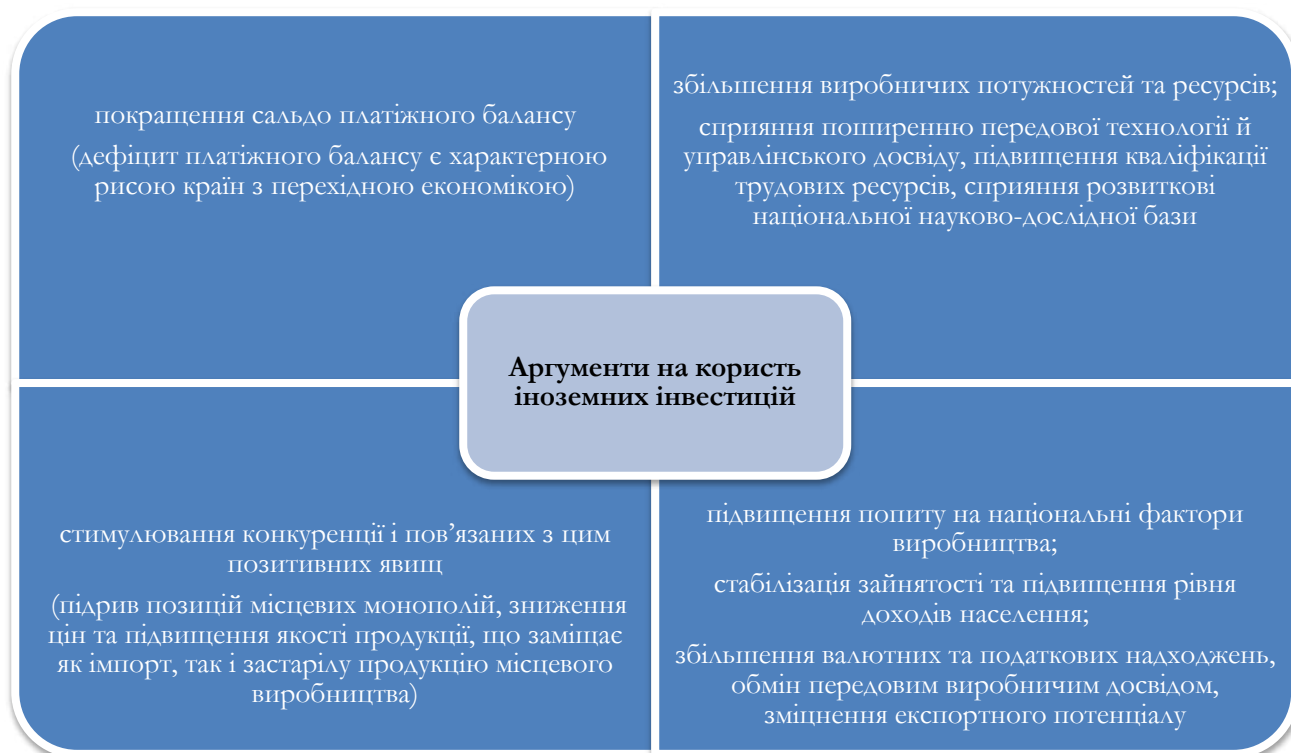 покращення сальдо платіжного балансу
(дефіцит платіжного балансу є характерною
рисою країн з перехідною економікою)
збільшення виробничих потужностей та ресурсів;
сприяння поширенню передової технології й
управлінського досвіду, підвищення кваліфікації
трудових ресурсів, сприяння розвиткові
національної науково-дослідної бази
Аргументи на користь
іноземних інвестицій
стимулювання конкуренції і пов’язаних з цим
позитивних явищ
(підрив позицій місцевих монополій, зниження
цін та підвищення якості продукції, що заміщає
як імпорт, так і застарілу продукцію місцевого
виробництва)
підвищення попиту на національні фактори
виробництва;
стабілізація зайнятості та підвищення рівня
доходів населення;
збільшення валютних та податкових надходжень,
обмін передовим виробничим досвідом,
зміцнення експортного потенціалу